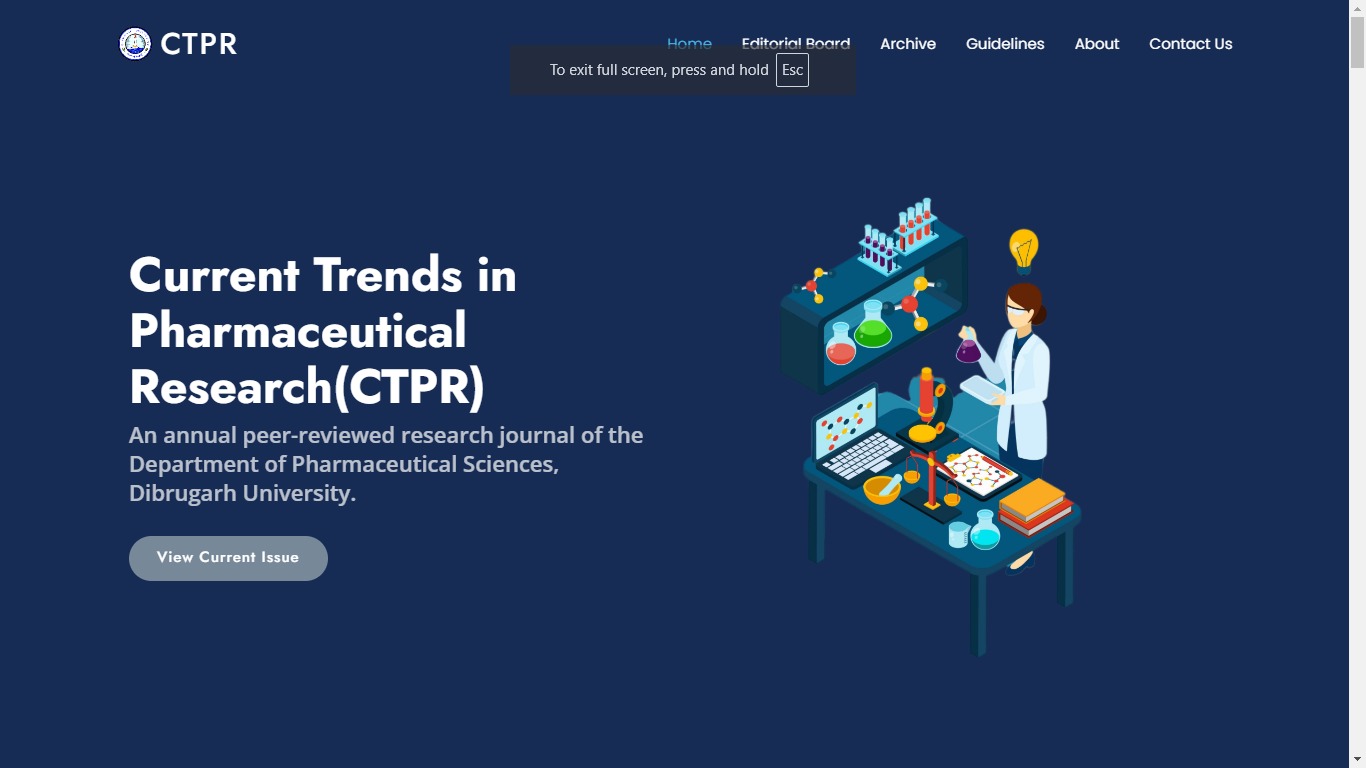 CTPR
Home Editorial Board Archive Guidelines About Contact Us
To exit full screen, press and hold Esc
Current Trends in
Pharmaceutical
Research(CTPR)
An annual peer-reviewed research journal of the
Department of Pharmaceutical Sciences,
Dibrugarh University.
View Current Issue